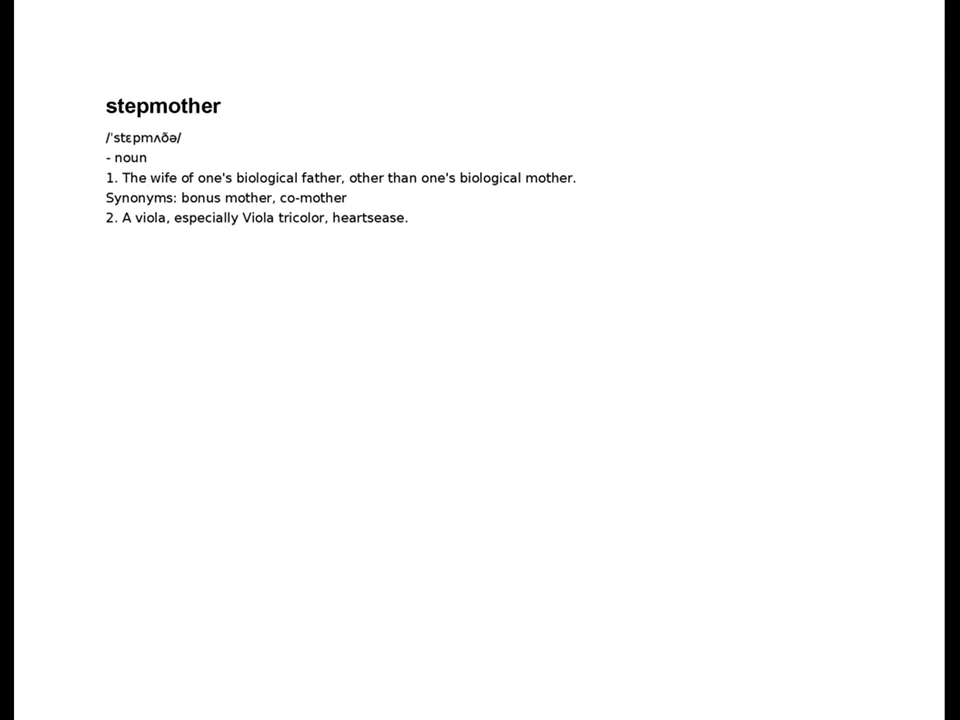 stepmother
/ˈstɛpmʌðə/
- noun
1. The wife of one's biological father, other than one's biological mother.
Synonyms: bonus mother, co-mother
2. A viola, especially Viola tricolor, heartsease.